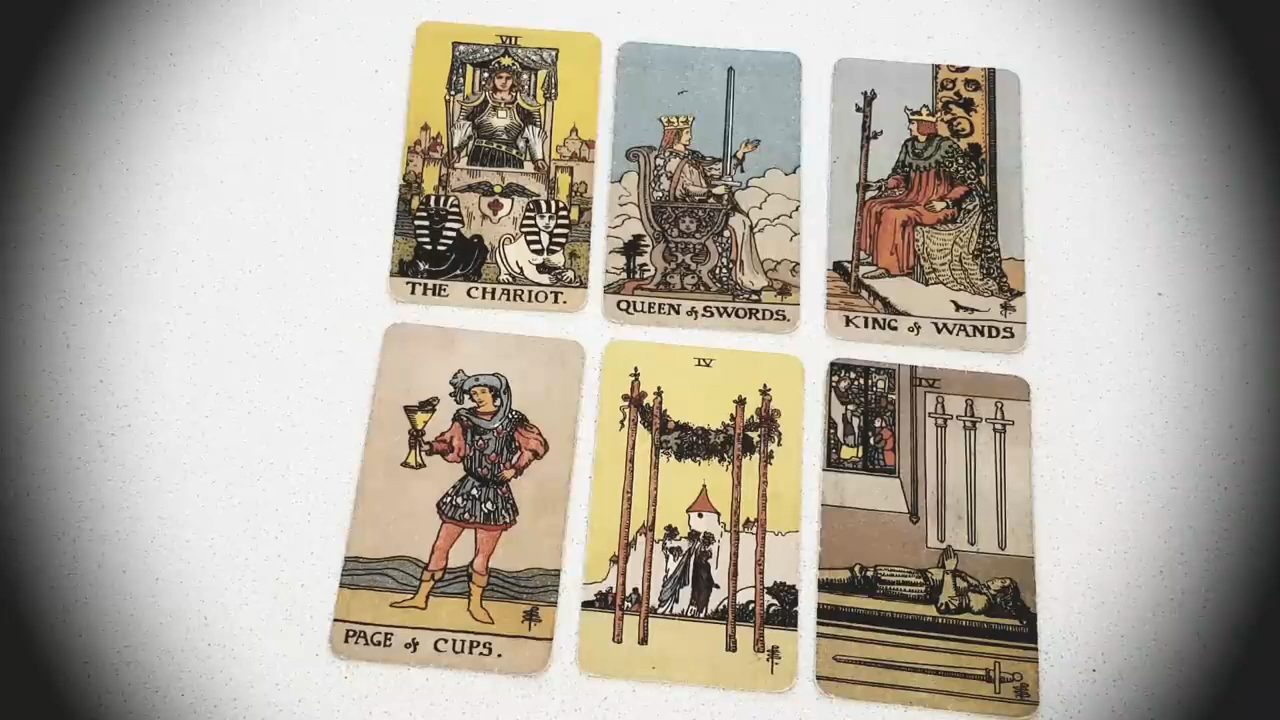 VII
THE CHARIOT.
QUEEN of SWORDS.
KING of WANDS
PAGE of CUPS.
IV
IV